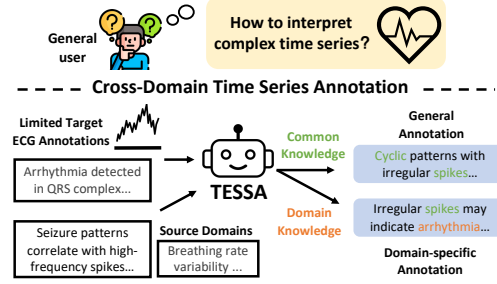 General
user
?
?
How to interpret
complex time series?
Cross-Domain Time Series Annotation
Limited Target
ECG Annotations
Arrhythmia detected
in QRS complex...
Seizure patterns
correlate with high-
frequency spikes...
Source Domains
Breathing rate
variability ...
TESSA
Common
Knowledge
Domain
Knowledge
General
Annotation
Cyclic patterns with
irregular spikes...
Irregular spikes may
indicate arrhythmia...
Domain-specific
Annotation